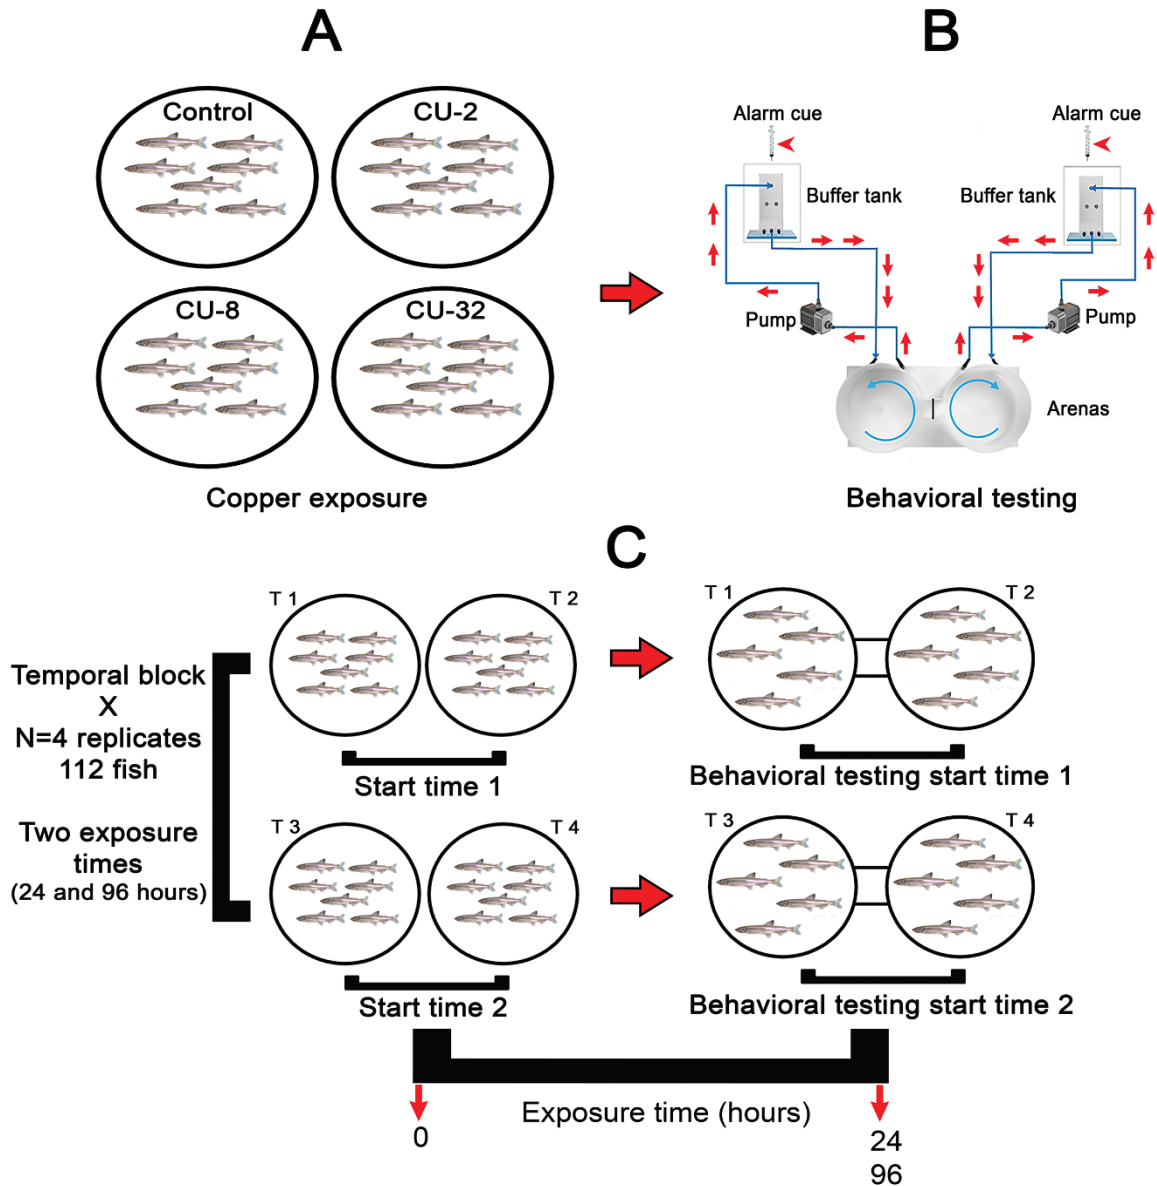 A
B
Control
CU-2
CU-8
CU-32
Copper exposure
Alarm cue
Alarm cue
Buffer tank
Buffer tank
Pump
Pump
Arenas
Behavioral testing
C
Temporal block
X
N=4 replicates
112 fish
Two exposure
times
(24 and 96 hours)
T 1
T 2
Start time 1
T 1
T 2
Behavioral testing start time 1
T 3
T 4
Start time 2
T 3
T 4
Behavioral testing start time 2
Exposure time (hours)
0
24
96